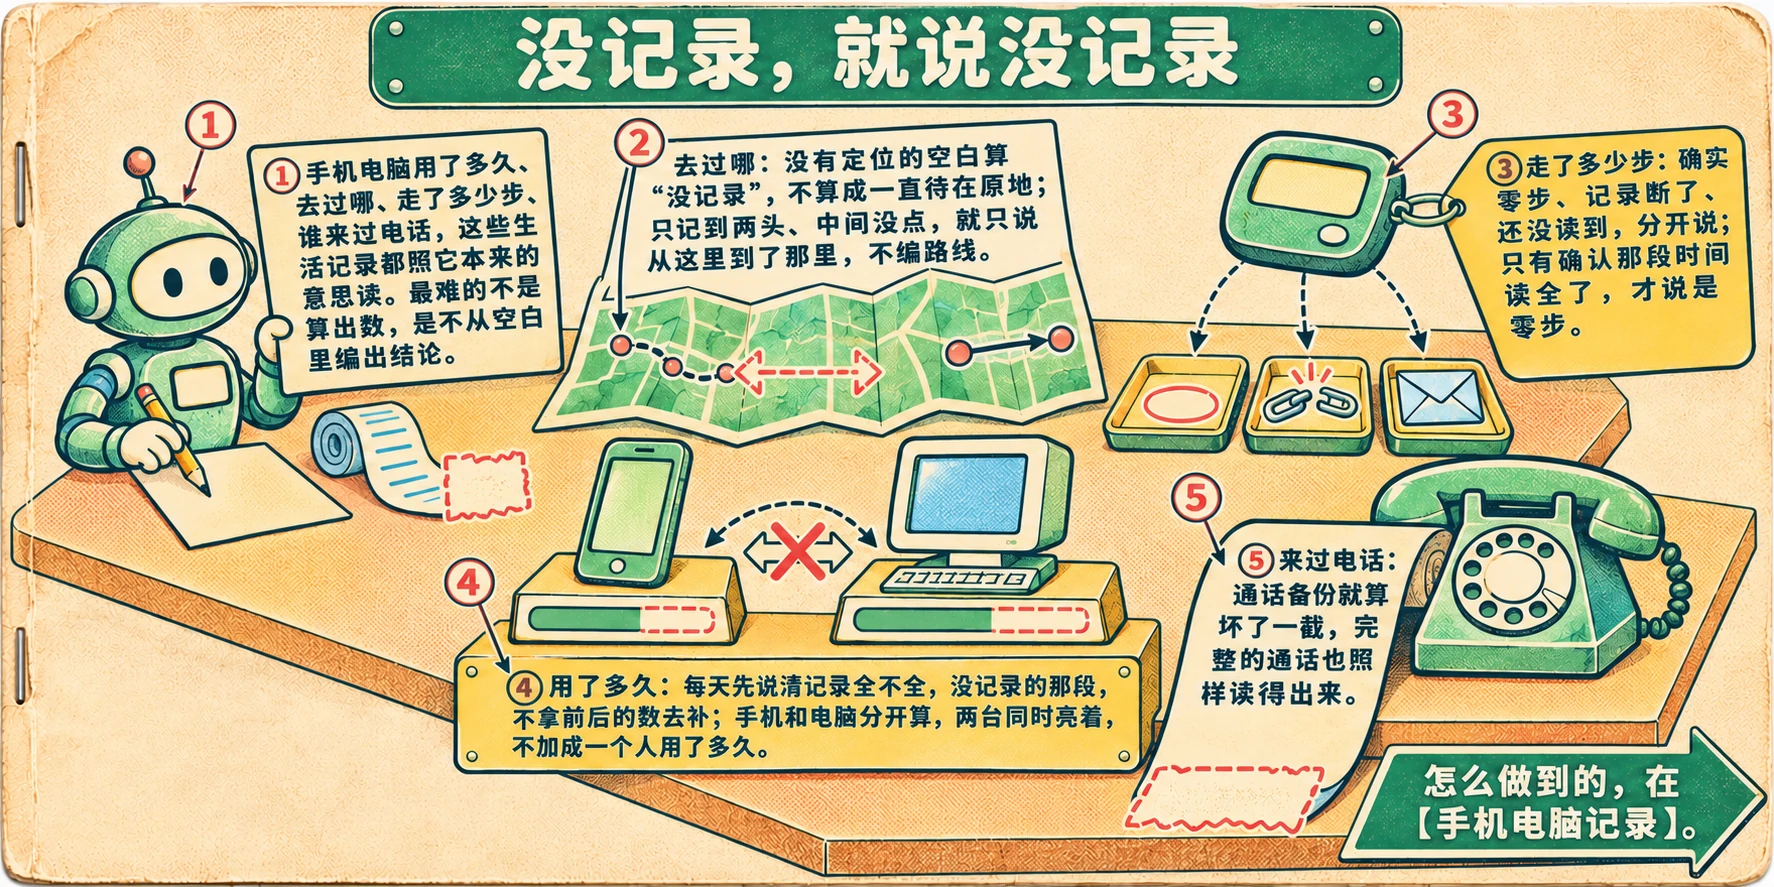 没记录，就说没记录
1
①手机电脑用了多久、
去过哪、走了多少步、
谁来过电话，这些生
活记录都照它本来的
意思读。最难的不是
算出数，是不从空白
里编出结论。
2
去过哪：没有定位的空白算
“没记录”，不算成一直待在原地；
只记到两头、中间没点，就只说
从这里到了那里，不编路线。
3
③走了多少步：确实
零步、记录断了、
还没读到，分开说；
只有确认那段时间
读全了，才说是
零步。
4
④用了多久：每天先说清记录全不全，没记录的那段，
不拿前后的数去补；手机和电脑分开算，两台同时亮着，
不加成一个人用了多久。
5
⑤来过电话：
通话备份就算
坏了一截，完
整的通话也照
样读得出来。
怎么做到的，在
【手机电脑记录】。